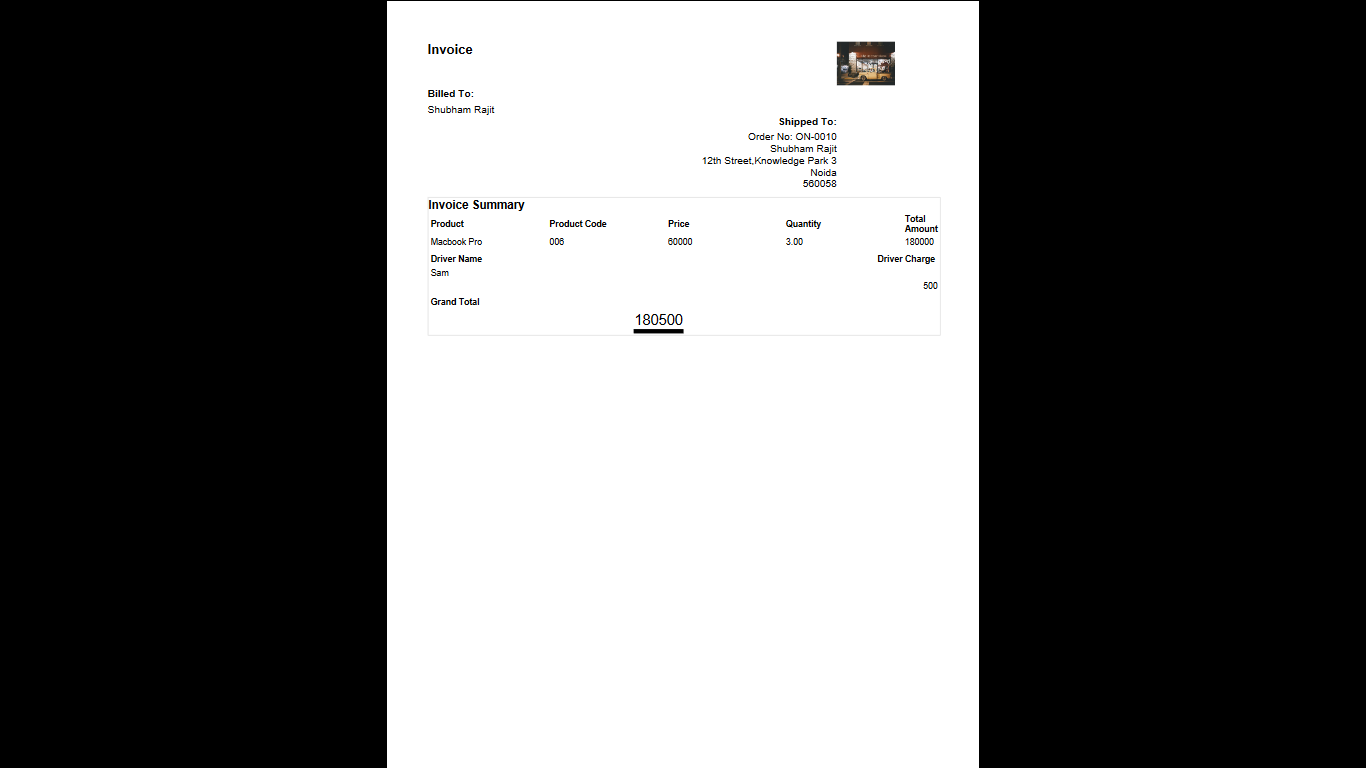 Invoice
Billed To:
Shubham Rajit
Shipped To:
Order No: ON-0010
Shubham Rajit
12th Street,Knowledge Park 3
Noida
560058
Invoice Summary
Product Product Code Price Quantity Total Amount
Macbook Pro 006 60000 3.00 180000
Driver Name Driver Charge
Sam
500
Grand Total
180500